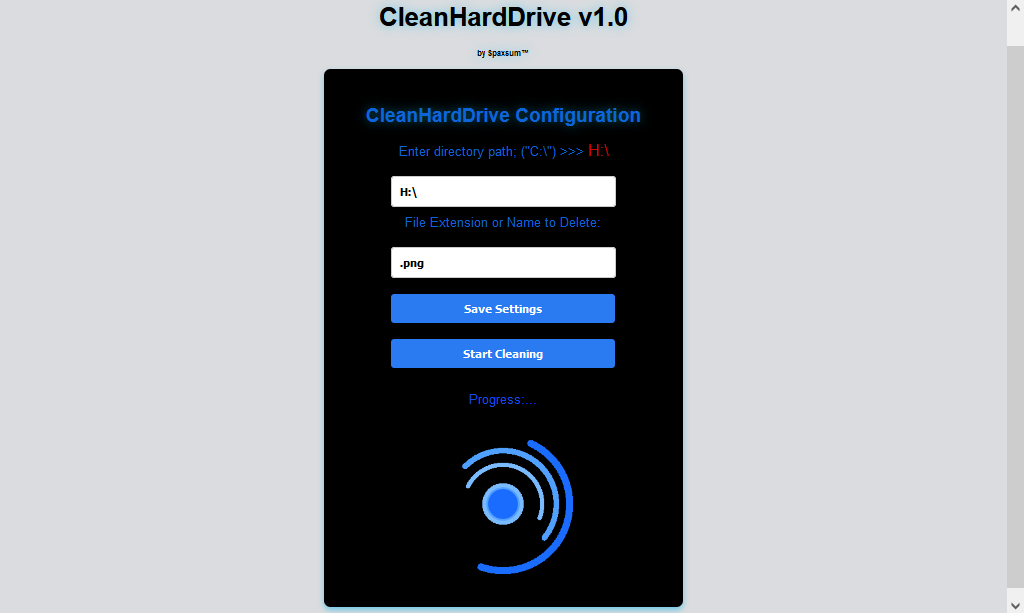 CleanHardDrive v1.0
by $paxsum™
CleanHardDrive Configuration
Enter directory path; ("C:\") >>> H:\
H:\
File Extension or Name to Delete:
.png
Save Settings
Start Cleaning
Progress:...